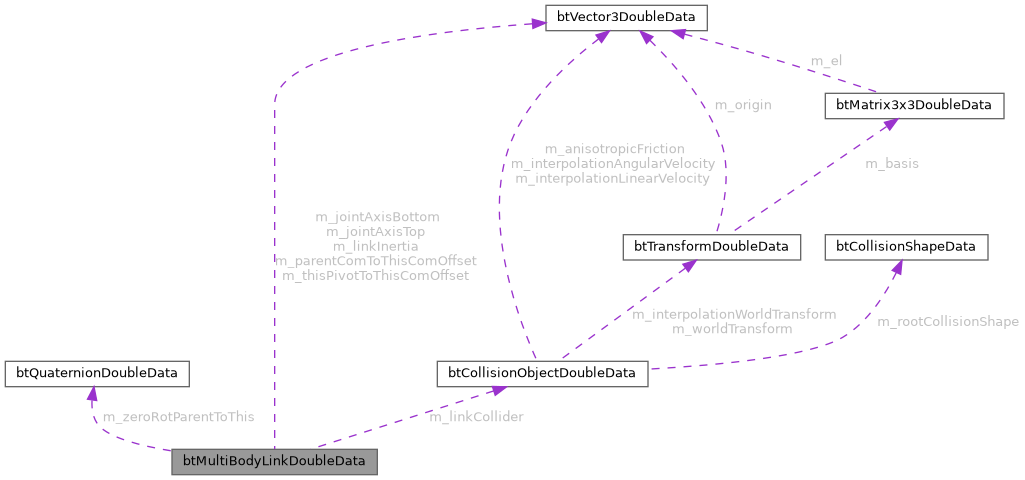 btVector3DoubleData
m_el
btMatrix3x3DoubleData
m_origin
m_anisotropicFriction
m_interpolationAngularVelocity
m_interpolationLinearVelocity
m_basis
m_jointAxisBottom
m_jointAxisTop
m_linkInertia
m_parentComToThisComOffset
m_thisPivotToThisComOffset
btTransformDoubleData
btCollisionShapeData
m_interpolationWorldTransform
m_worldTransform
m_rootCollisionShape
btQuaternionDoubleData
btCollisionObjectDoubleData
m_zeroRotParentToThis
m_linkCollider
btMultiBodyLinkDoubleData